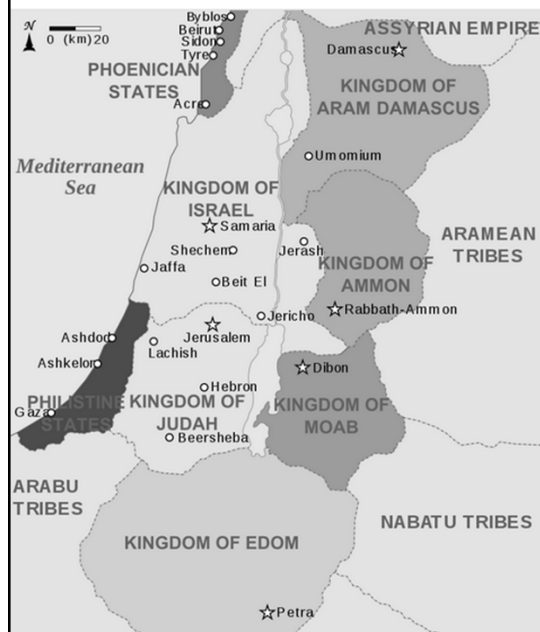 Byblos
Beirut
Sidon
Tyre
Acre
N
0 (km) 20
PHOENICIAN
STATES
ASSYRIAN EMPIRE
Damascus
KINGDOM OF
ARAM DAMASCUS
Umomium
Mediterranean
Sea
KINGDOM OF
ISRAEL
Samaria
Shechem
Jaffa
Beit El
Jerash
ARAMEAN
TRIBES
KINGDOM OF
AMMON
Rabbath-Ammon
Jericho
Ashdod
Ashkelon
Gaza
Lachish
Jerusalem
Dibon
Hebron
PHILISTINE
STATES
KINGDOM OF
JUDAH
Beersheba
KINGDOM OF
MOAB
ARABU
TRIBES
NABATU TRIBES
KINGDOM OF EDOM
Petra